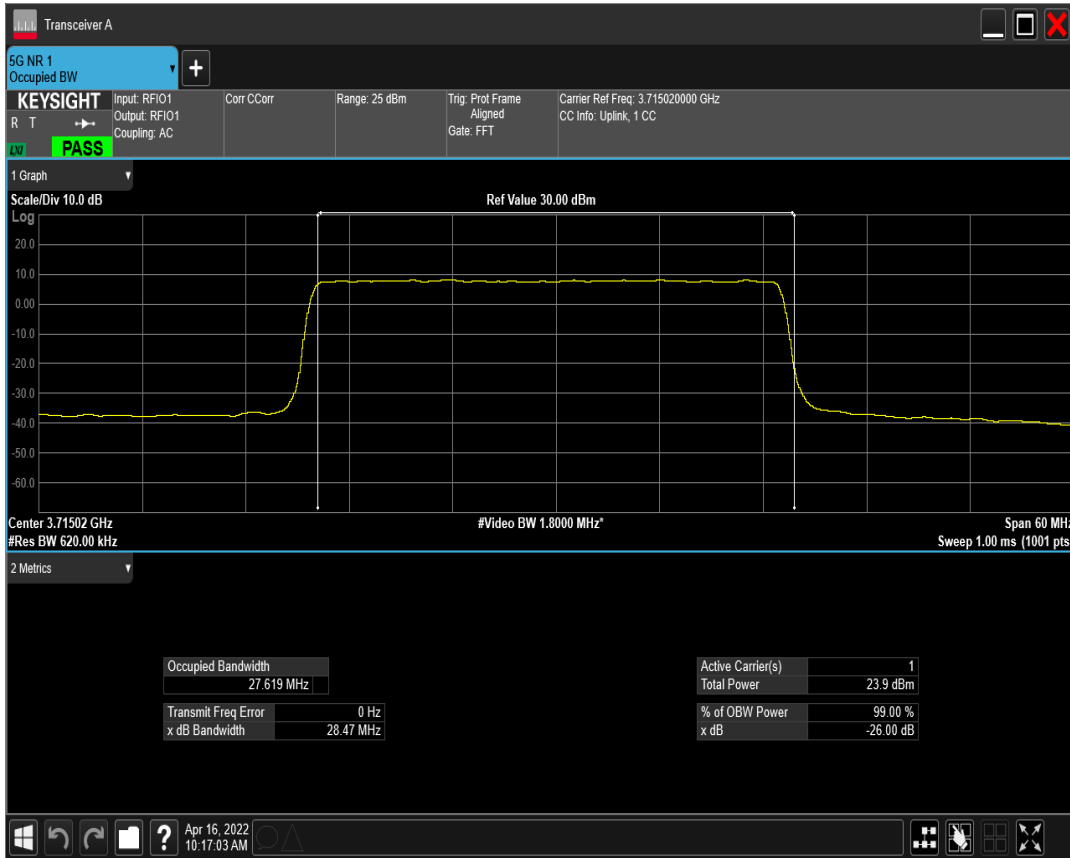 Transceiver A
5G NR 1
Occupied BW
KEYSIGHT
R T
LXI
PASS
Input: RFIO1
Output: RFIO1
Coupling: AC
Corr CCorr
Range: 25 dBm
Trig: Prot Frame
Aligned
Gate: FFT
Carrier Ref Freq: 3.715020000 GHz
CC Info: Uplink, 1 CC
1 Graph
Scale/Div 10.0 dB
Ref Value 30.00 dBm
Log
20.0
10.0
0.00
-10.0
-20.0
-30.0
-40.0
-50.0
-60.0
Center 3.71502 GHz
#Video BW 1.8000 MHz*
Span 60 MHz
#Res BW 620.00 kHz
Sweep 1.00 ms (1001 pts
2 Metrics
Occupied Bandwidth
27.619 MHz
Transmit Freq Error 0 Hz
x dB Bandwidth 28.47 MHz
Active Carrier(s) 1
Total Power 23.9 dBm
% of OBW Power 99.00 %
x dB -26.00 dB
?
Apr 16, 2022
10:17:03 AM